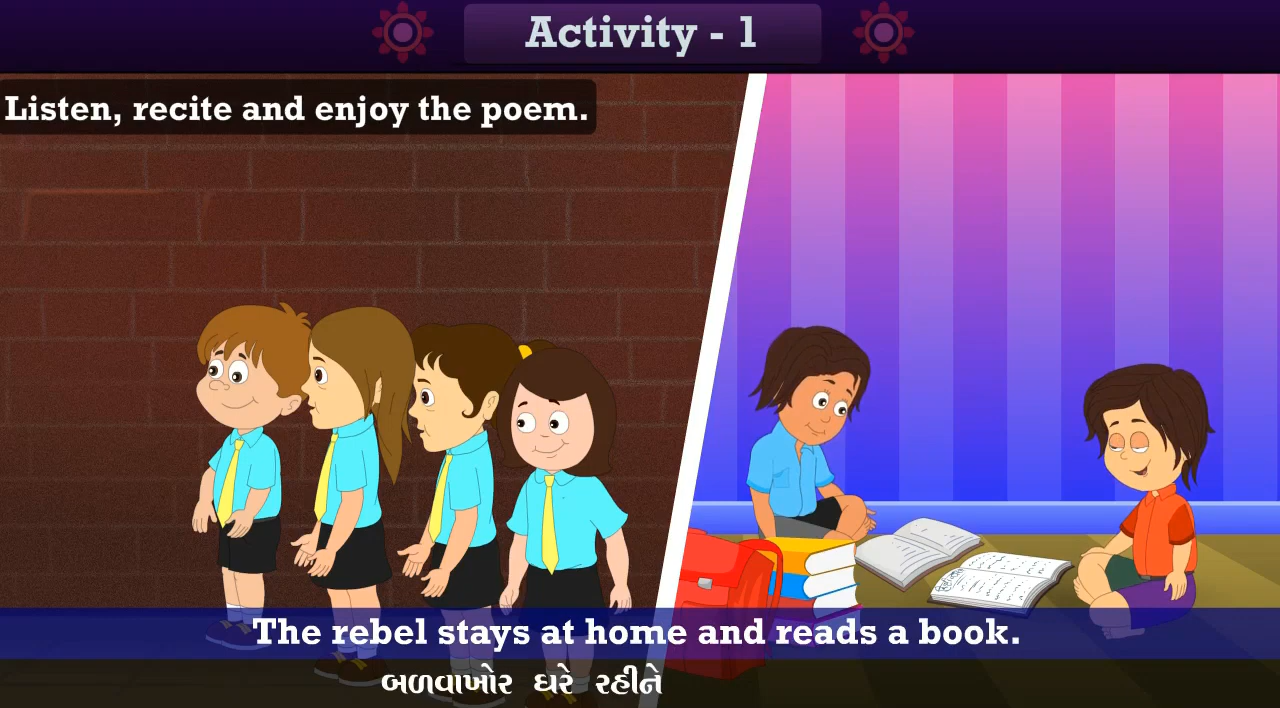 Activity - 1
Listen, recite and enjoy the poem.
The rebel stays at home and reads a book.
બળવાખોર ઘરે રહીને